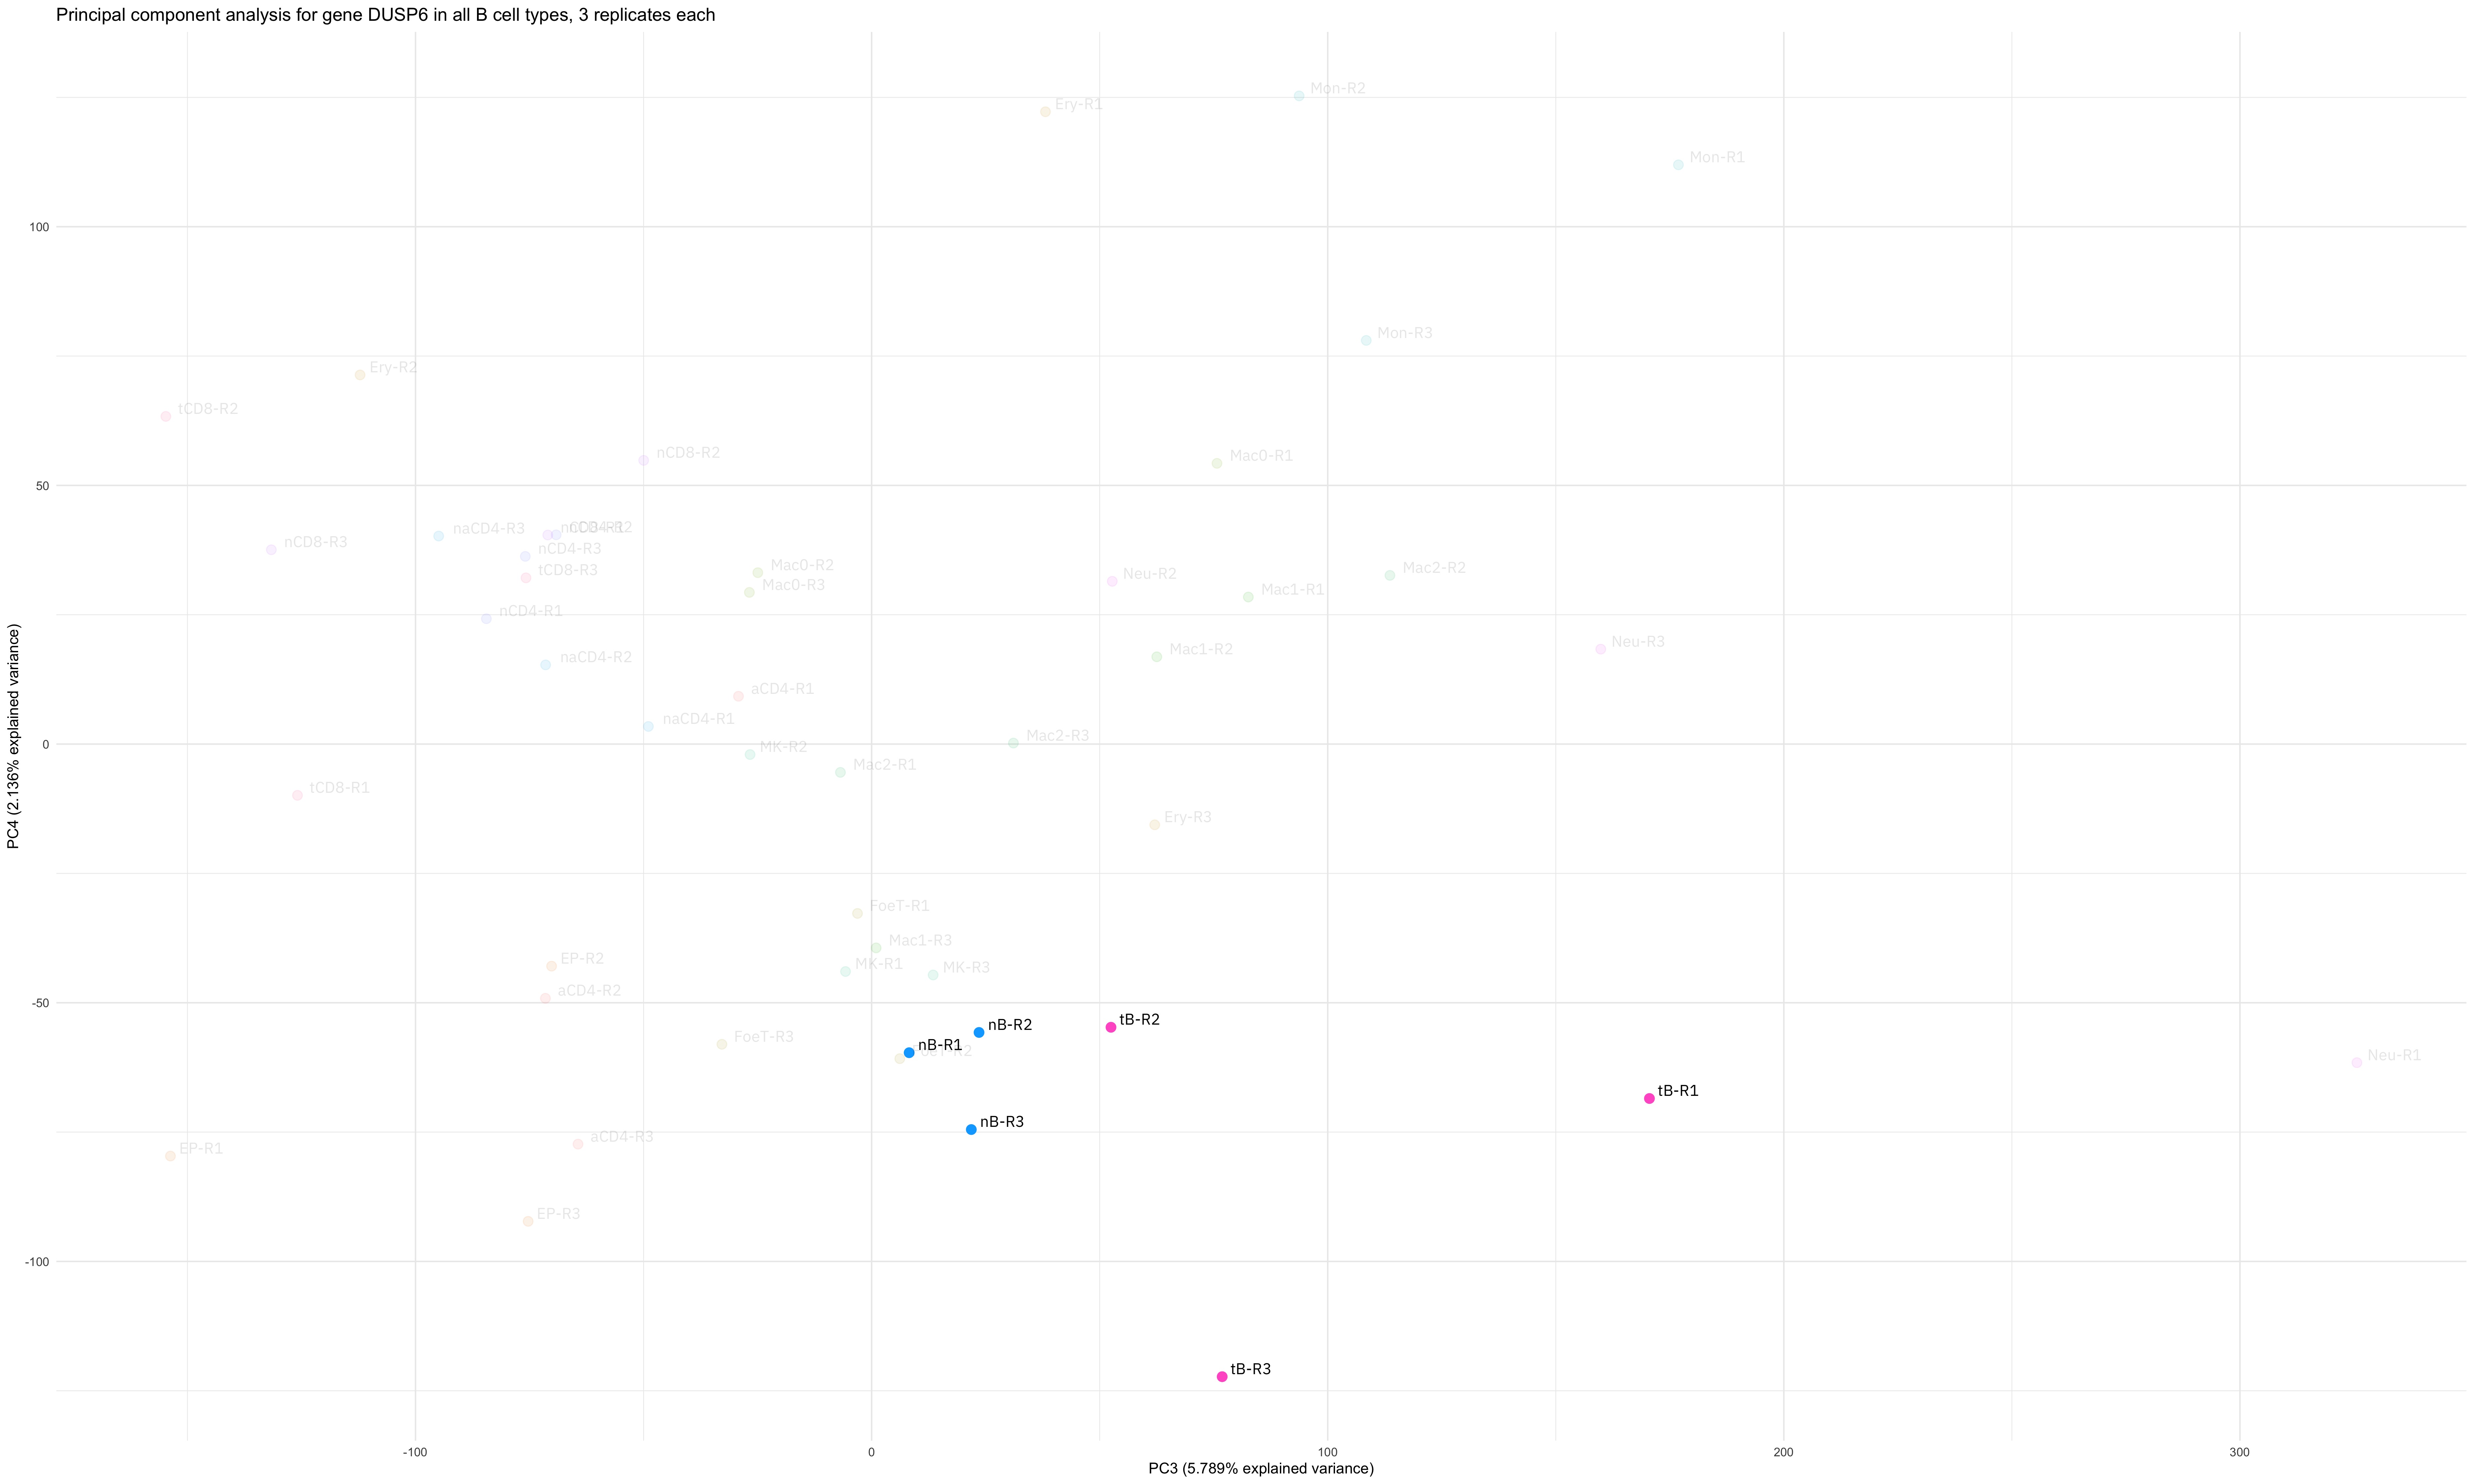 Principal component analysis for gene DUSP6 in all B cell types, 3 replicates each
Mon-R2
Ery-R1
Mon-R1
100
Mon-R3
Ery-R2
tCD8-R2
nCD8-R2
Mac0-R1
50
naCD4-R3
nCD8-R3
nCD4-R3
Mac0-R2
tCD8-R3
Neu-R2
Mac2-R2
Mac0-R3
Mac1-R1
nCD4-R1
Neu-R3
Mac1-R2
naCD4-R2
aCD4-R1
naCD4-R1
Mac2-R3
0
MK-R2
Mac2-R1
tCD8-R1
Ery-R3
PC4 (2.136% explained variance)
FoeT-R1
Mac1-R3
EP-R2
MK-R1
MK-R3
aCD4-R2
-50
tB-R2
nB-R2
FoeT-R3
nB-R1
FoeT-R2
Neu-R1
tB-R1
nB-R3
aCD4-R3
EP-R1
EP-R3
-100
tB-R3
-100
0
100
200
300
PC3 (5.789% explained variance)